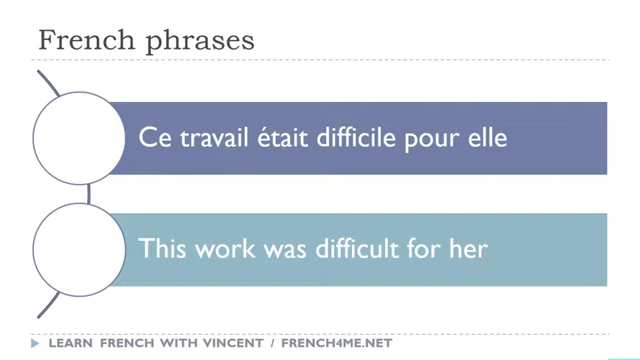 French phrases
Ce travail était difficile pour elle
This work was difficult for her
LEARN FRENCH WITH VINCENT / FRENCH4ME.NET